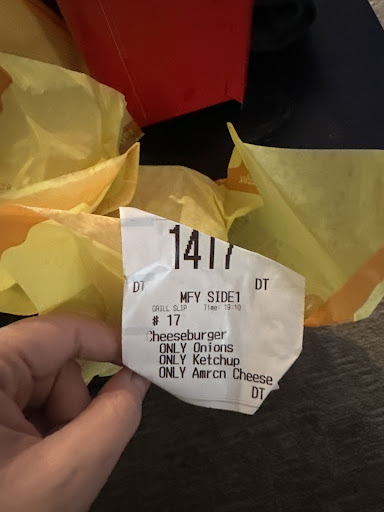 1417
DT DT
MFY SIDE1
GRILL SLIP Time: 19:10
# 17
Cheeseburger
ONLY Onions
ONLY Ketchup
ONLY Amrcn Cheese
DT